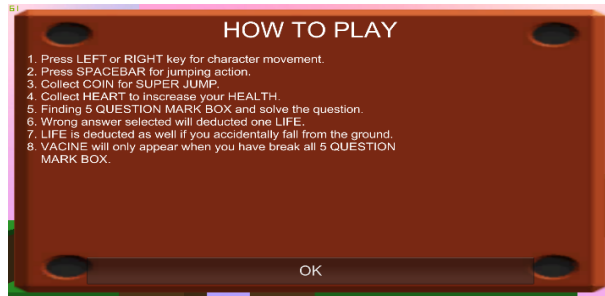 HOW TO PLAY
1. Press LEFT or RIGHT key for character movement.
2. Press SPACEBAR for jumping action.
3. Collect COIN for SUPER JUMP.
4. Collect HEART to inscrease your HEALTH.
5. Finding 5 QUESTION MARK BOX and solve the question.
6. Wrong answer selected will deducted one LIFE.
7. LIFE is deducted as well if you accidentally fall from the ground.
8. VACINE will only appear when you have break all 5 QUESTION
MARK BOX.
OK